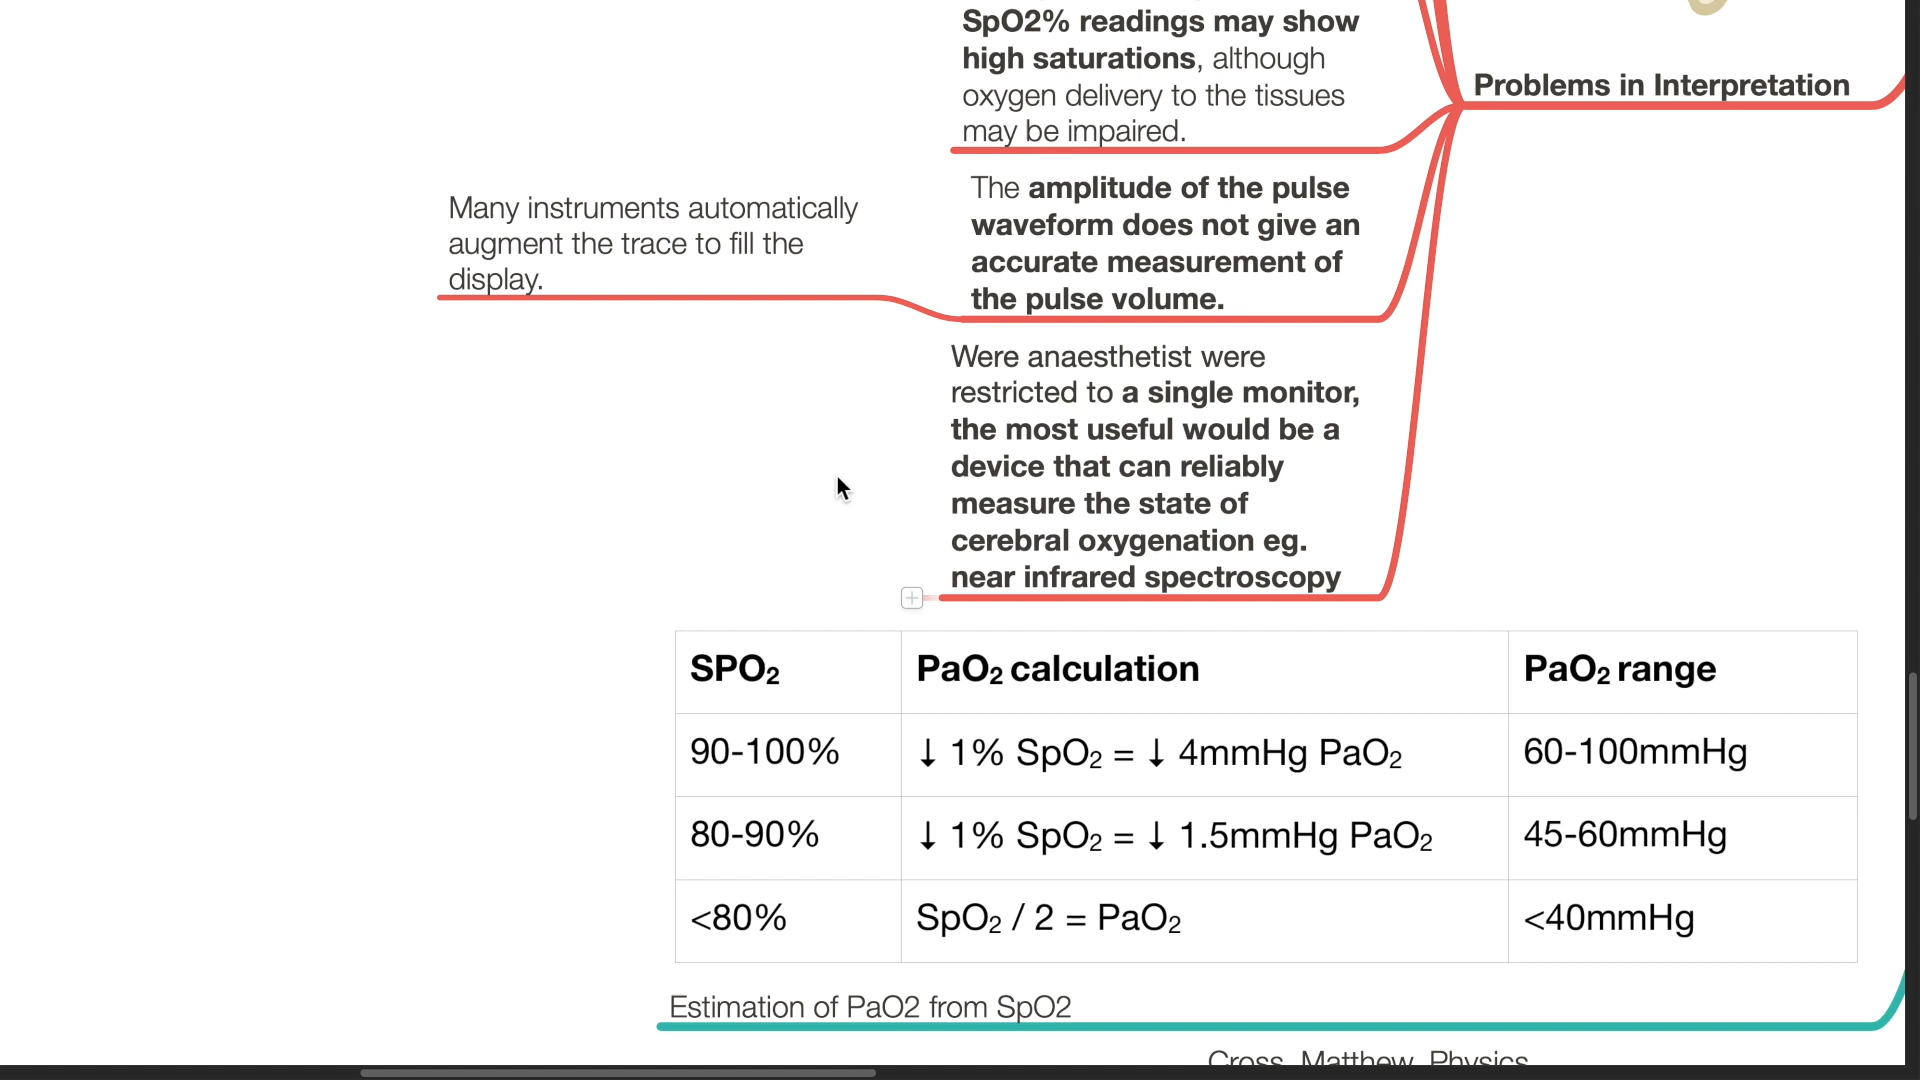 SpO2% readings may show
high saturations, although
oxygen delivery to the tissues
may be impaired.
Problems in Interpretation
The amplitude of the pulse
waveform does not give an
accurate measurement of
the pulse volume.
Many instruments automatically
augment the trace to fill the
display.
Were anaesthetist were
restricted to a single monitor,
the most useful would be a
device that can reliably
measure the state of
cerebral oxygenation eg.
near infrared spectroscopy
SPO₂ PaO₂ calculation PaO₂ range
90-100% ↓ 1% SpO₂ = ↓ 4mmHg PaO₂ 60-100mmHg
80-90% ↓ 1% SpO₂ = ↓ 1.5mmHg PaO₂ 45-60mmHg
<80% SpO₂ / 2 = PaO₂ <40mmHg
Estimation of PaO2 from SpO2
Cross, Matthew. Physics